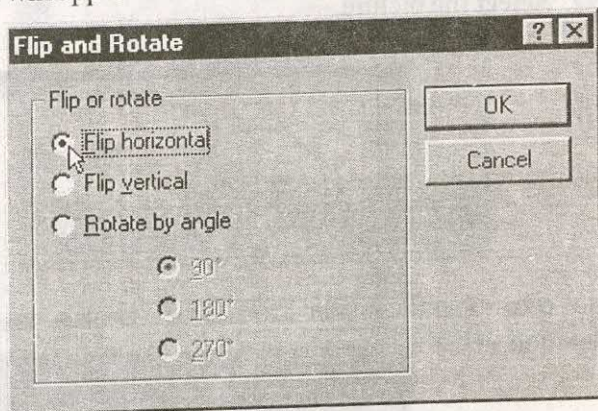 Flip and Rotate
Flip or rotate
Flip horizontal
Flip vertical
Rotate by angle
90°
180°
270°
OK
Cancel